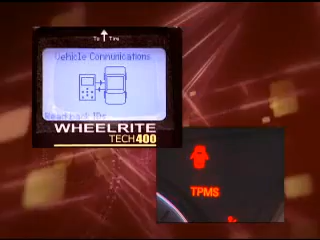 To Tire
Vehicle Communications
WHEELRITE
TECH400
TPMS